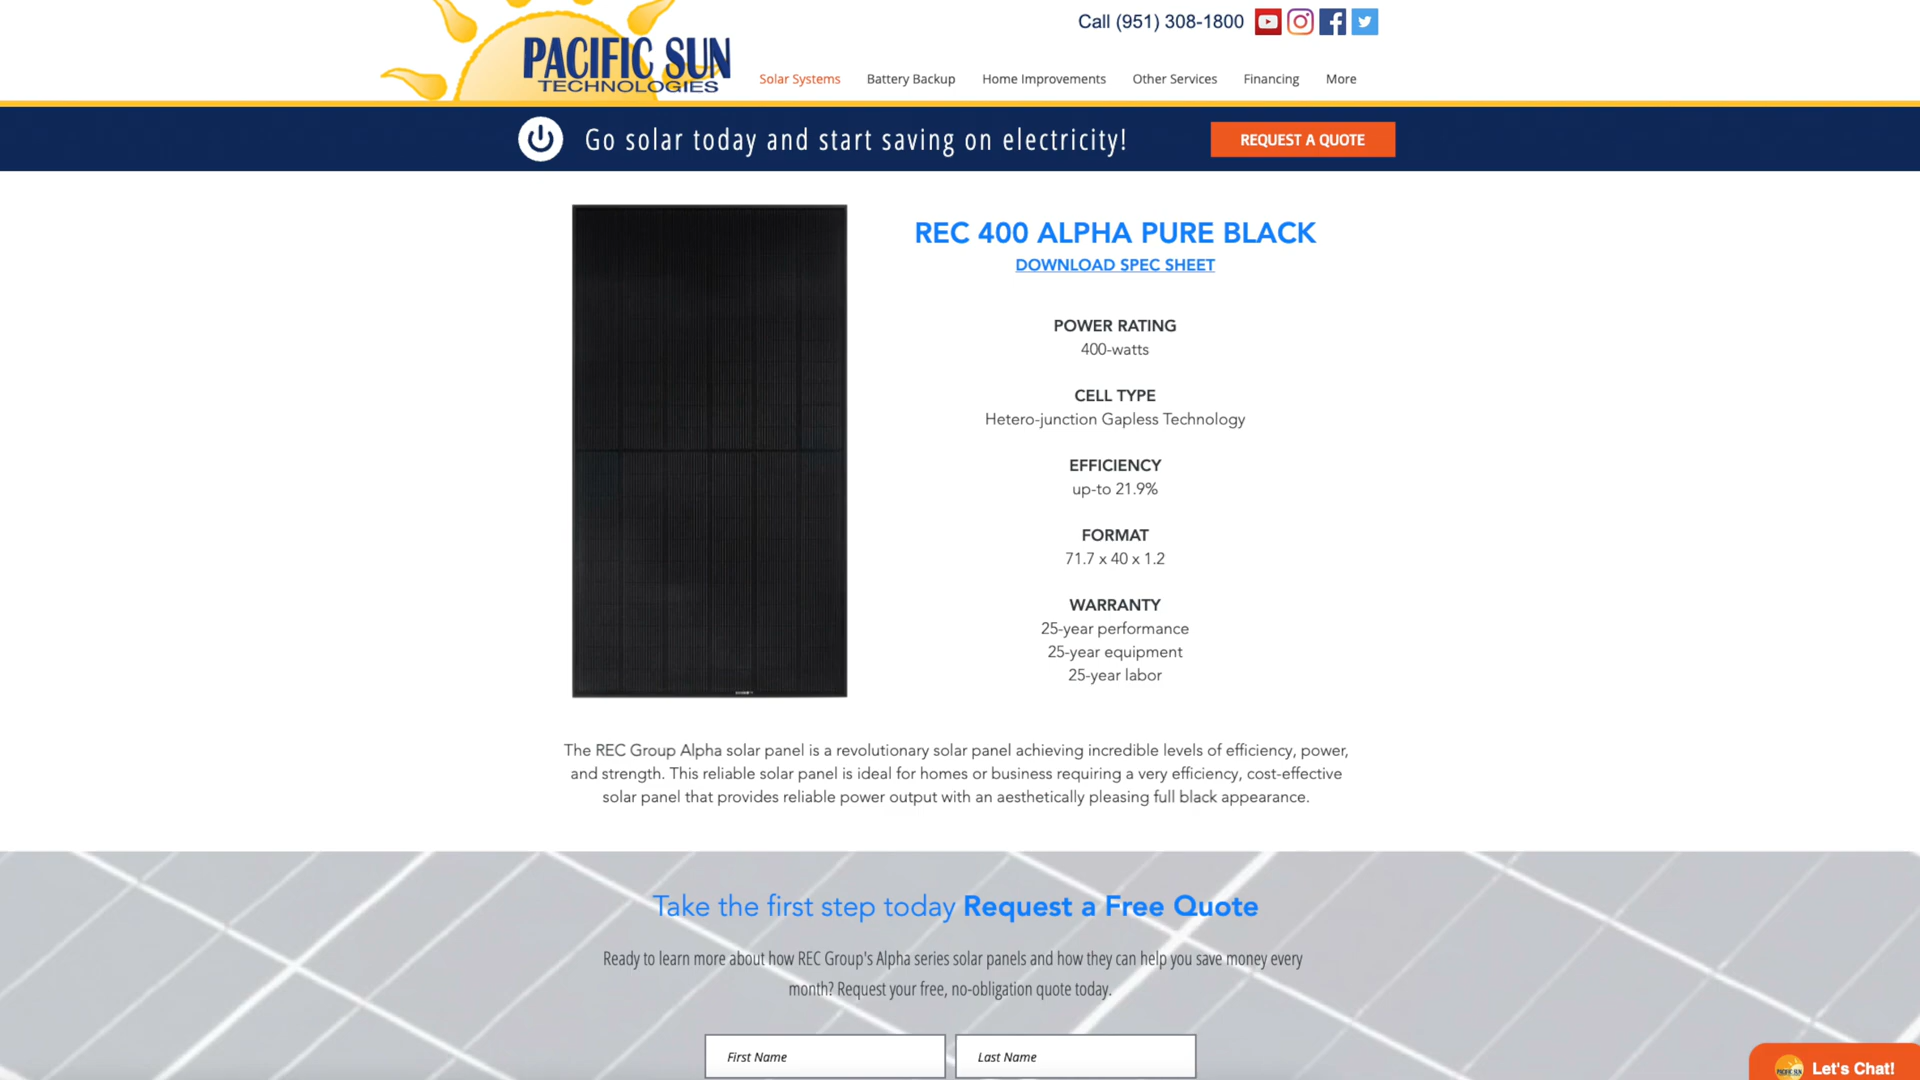 Call (951) 308-1800
PACIFIC SUN
TECHNOLOGIES
Solar Systems
Battery Backup
Home Improvements
Other Services
Financing
More
Go solar today and start saving on electricity!
REQUEST A QUOTE
REC 400 ALPHA PURE BLACK
DOWNLOAD SPEC SHEET
POWER RATING
400-watts
CELL TYPE
Hetero-junction Gapless Technology
EFFICIENCY
up-to 21.9%
FORMAT
71.7 x 40 x 1.2
WARRANTY
25-year performance
25-year equipment
25-year labor
The REC Group Alpha solar panel is a revolutionary solar panel achieving incredible levels of efficiency, power,
and strength. This reliable solar panel is ideal for homes or business requiring a very efficiency, cost-effective
solar panel that provides reliable power output with an aesthetically pleasing full black appearance.
Take the first step today Request a Free Quote
Ready to learn more about how REC Group's Alpha series solar panels and how they can help you save money every
month? Request your free, no-obligation quote today.
First Name
Last Name
PACIFIC SUN
Let's Chat!